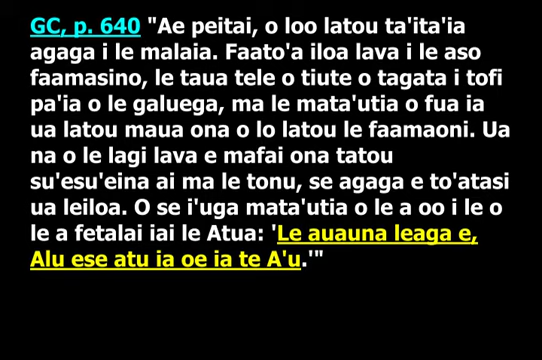 GC, p. 640 "Ae peitai, o loo latou ta'ita'ia
agaga i le malaia. Faato'a iloa lava i le aso
faamasino, le taua tele o tiute o tagata i tofi
pa'ia o le galuega, ma le mata'utia o fua ia
ua latou maua ona o lo latou le faamaoni. Ua
na o le lagi lava e mafai ona tatou
su'esu'eina ai ma le tonu, se agaga e to'atasi
ua leiloa. O se i'uga mata'utia o le a oo i le o
le a fetalai iai le Atua: 'Le auauna leaga e,
Alu ese atu ia oe ia te A'u.'"